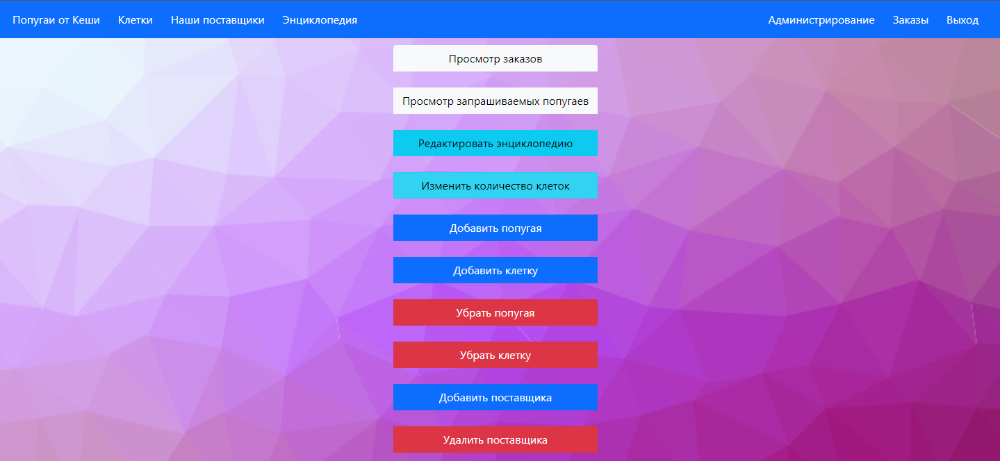 Попугаи от Кеши Клетки Наши поставщики Энциклопедия Администрирование Заказы Выход
Просмотр заказов
Просмотр запрашиваемых попугаев
Редактировать энциклопедию
Изменить количество клеток
Добавить попугая
Добавить клетку
Убрать попугая
Убрать клетку
Добавить поставщика
Удалить поставщика